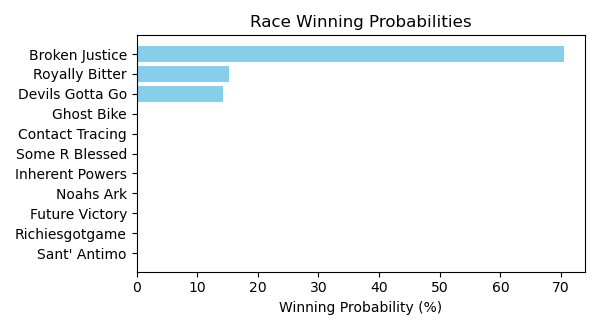 Race Winning Probabilities
Broken Justice
Royally Bitter
Devils Gotta Go
Ghost Bike
Contact Tracing
Some R Blessed
Inherent Powers
Noahs Ark
Future Victory
Richiesgotgame
Sant' Antimo
0 10 20 30 40 50 60 70
Winning Probability (%)